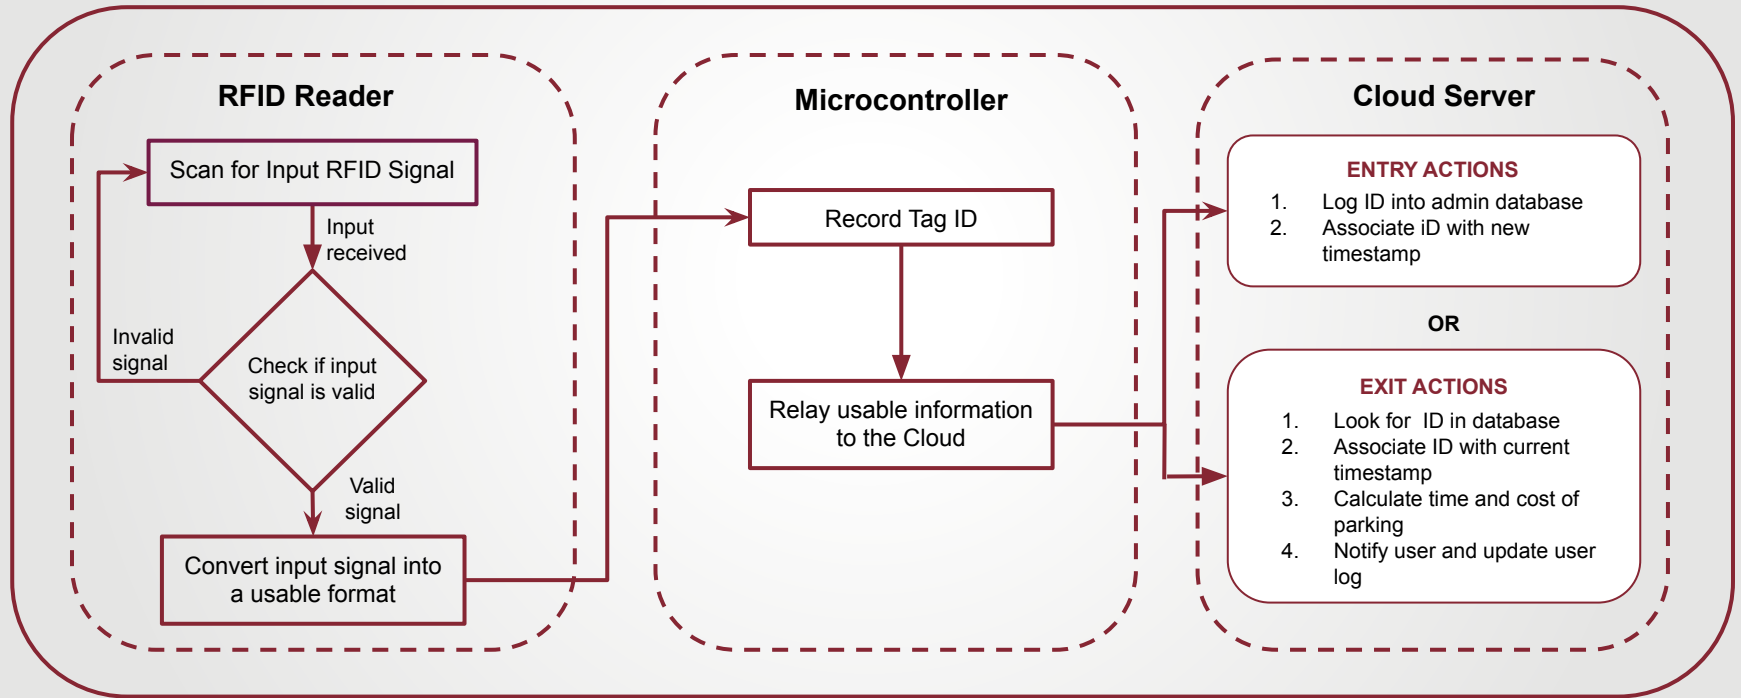 RFID Reader
Scan for Input RFID Signal
Input
received
Invalid
signal
Check if input
signal is valid
Valid
signal
Convert input signal into
a usable format
Microcontroller
Record Tag ID
Relay usable information
to the Cloud
Cloud Server
ENTRY ACTIONS
1. Log ID into admin database
2. Associate iD with new
timestamp
OR
EXIT ACTIONS
1. Look for ID in database
2. Associate ID with current
timestamp
3. Calculate time and cost of
parking
4. Notify user and update user
log